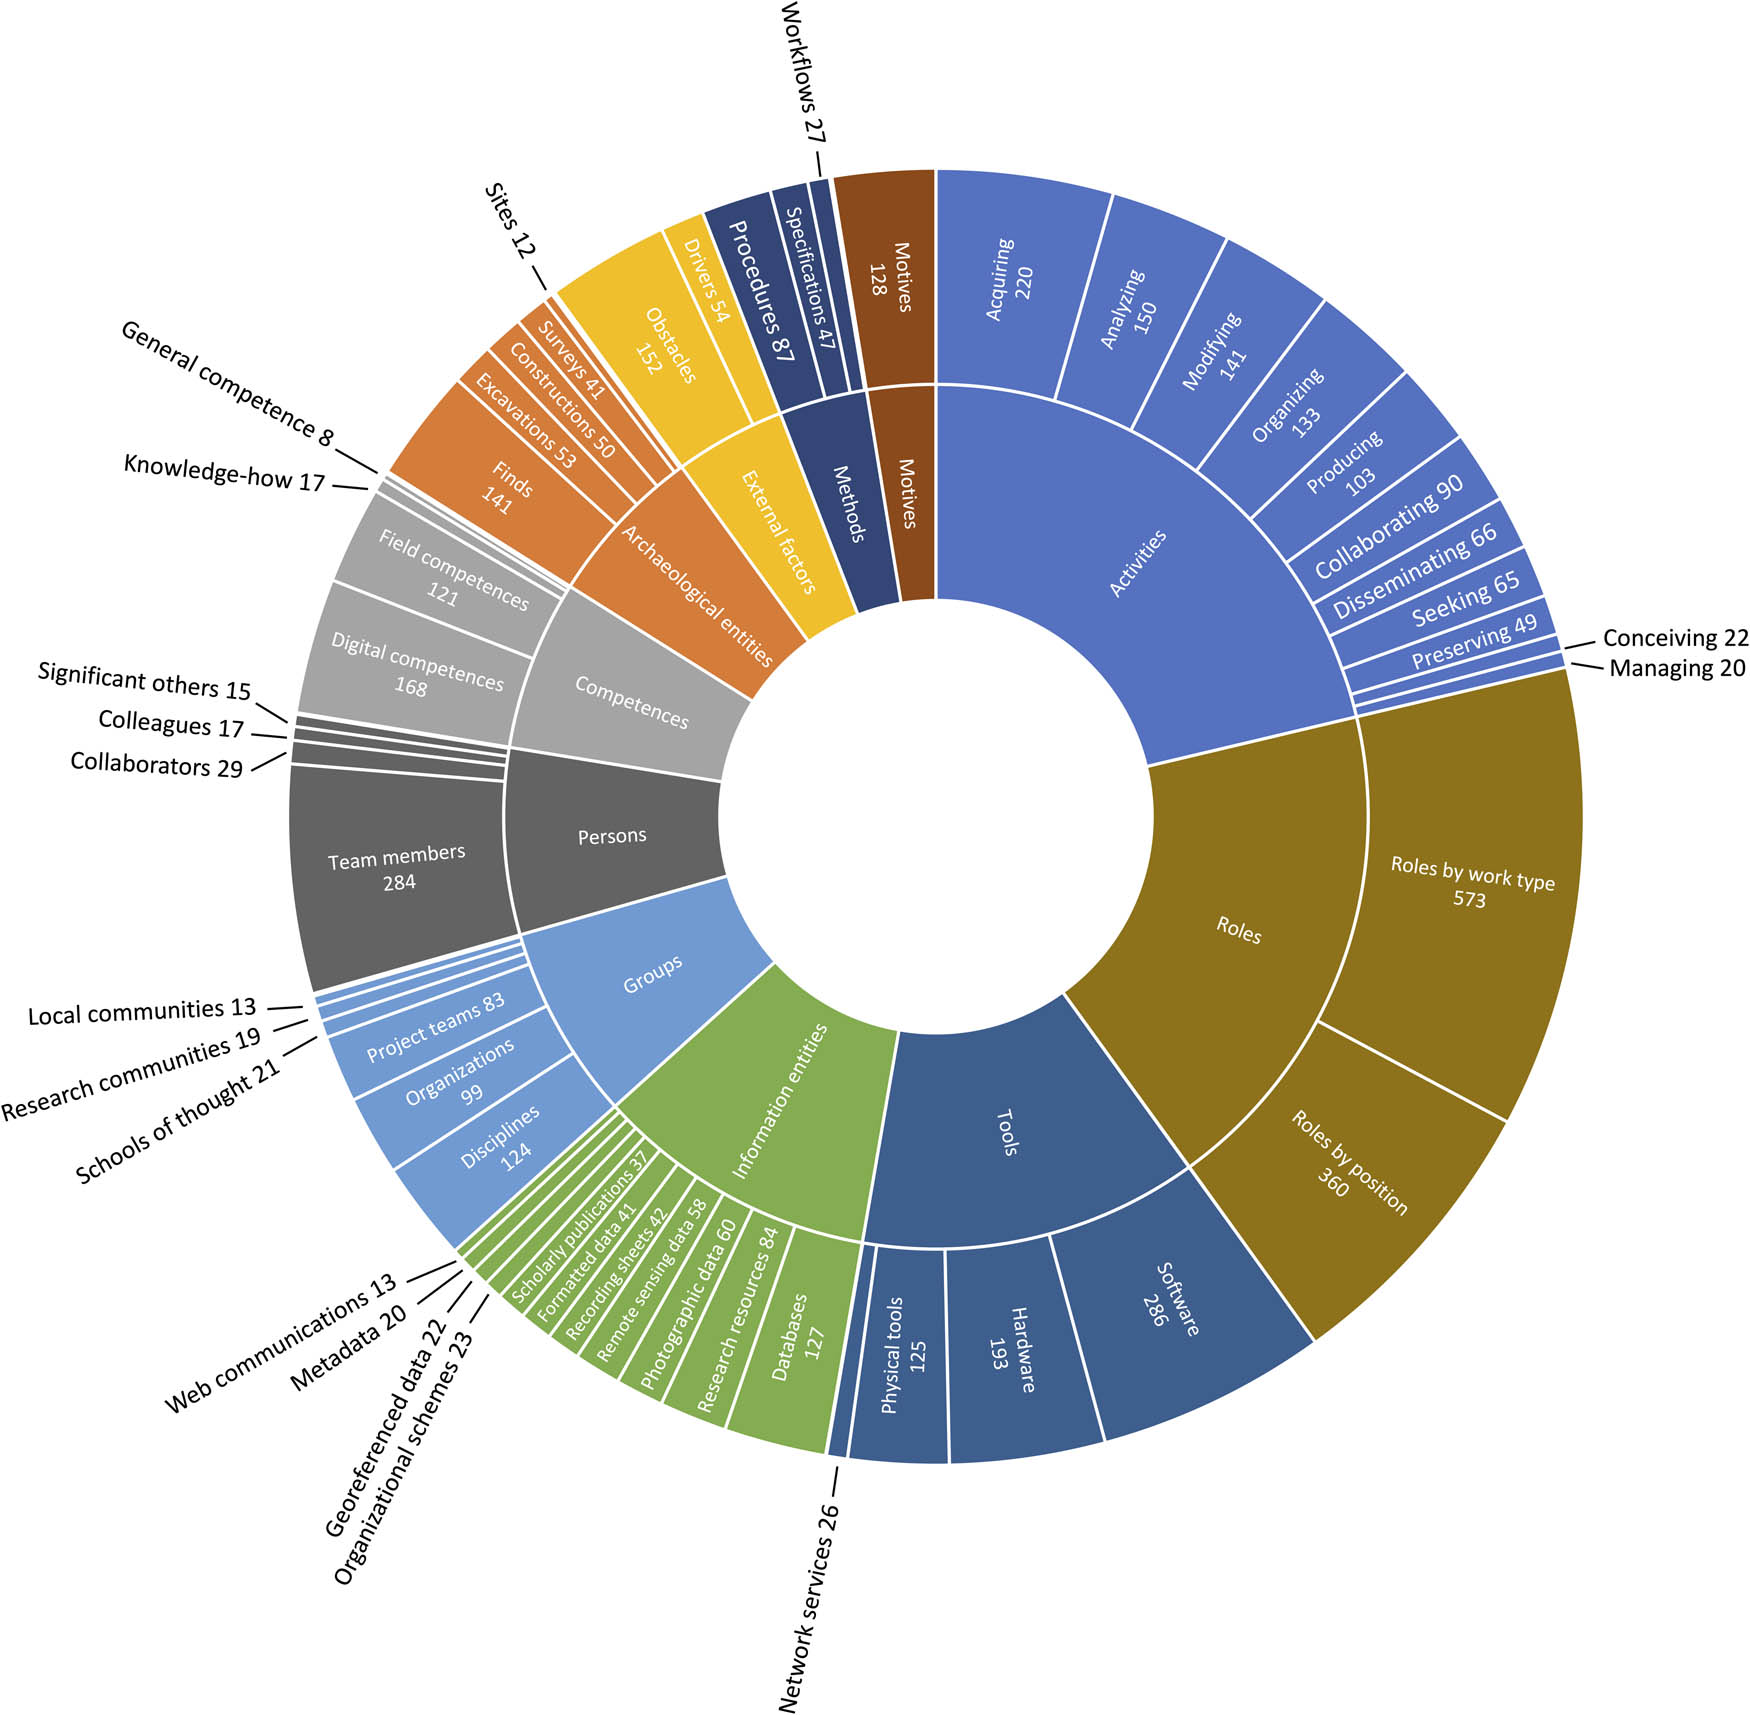 Activities
Acquiring
220
Analyzing
150
Modifying
141
Organizing
133
Producing
103
Collaborating 90
Disseminating 66
Seeking 65
Preserving 49
Conceiving 22
Managing 20
Roles
Roles by work type
573
Roles by position
360
Tools
Software
286
Hardware
193
Physical tools
125
Network services 26
Information entities
Databases
127
Research resources 84
Photographic data 60
Remote sensing data 58
Recording sheets 42
Formatted data 41
Scholarly publications 37
Organizational schemes 23
Georeferenced data 22
Metadata 20
Web communications 13
Groups
Disciplines
124
Organizations
99
Project teams 83
Schools of thought 21
Research communities 19
Local communities 13
Persons
Team members
284
Collaborators 29
Colleagues 17
Significant others 15
Competences
Digital competences
168
Field competences
121
Knowledge-how 17
General competence 8
Archaeological entities
Finds
141
Excavations 53
Constructions 50
Surveys 41
Sites 12
External factors
Obstacles
152
Drivers 54
Methods
Procedures 87
Specifications 47
Workflows 27
Motives
Motives
128